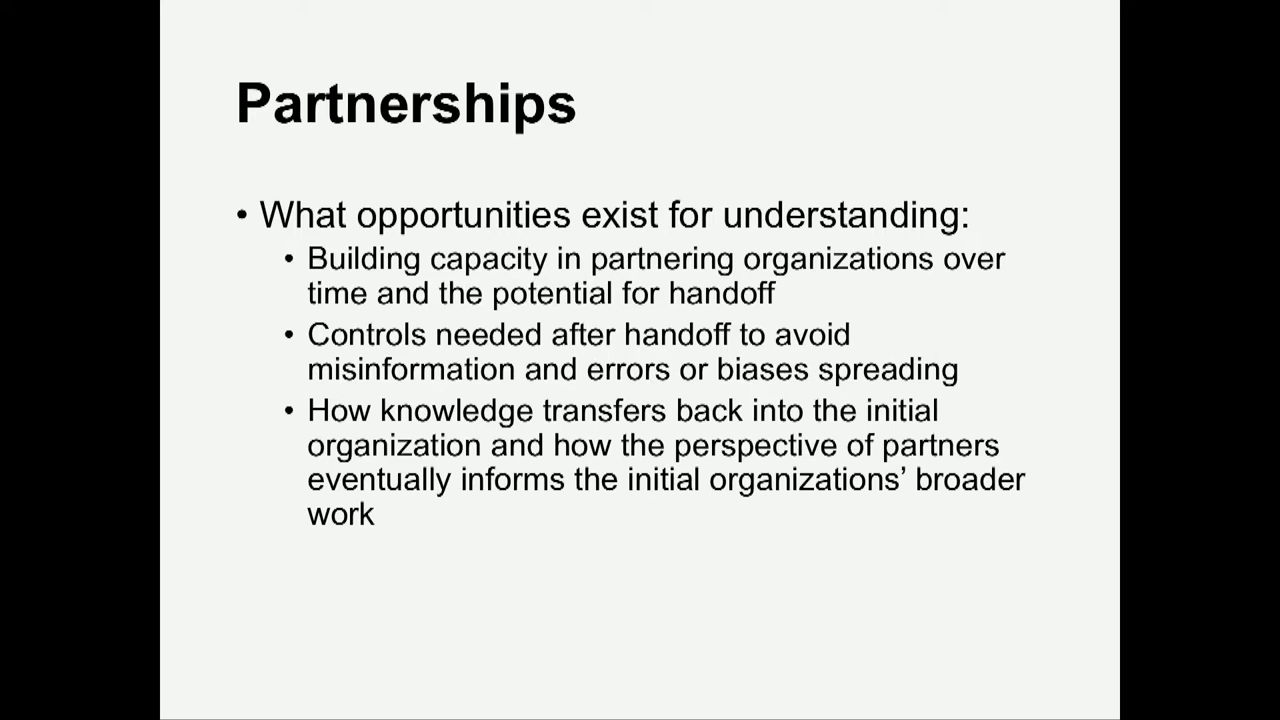 Partnerships
• What opportunities exist for understanding:
• Building capacity in partnering organizations over
time and the potential for handoff
• Controls needed after handoff to avoid
misinformation and errors or biases spreading
• How knowledge transfers back into the initial
organization and how the perspective of partners
eventually informs the initial organizations’ broader
work